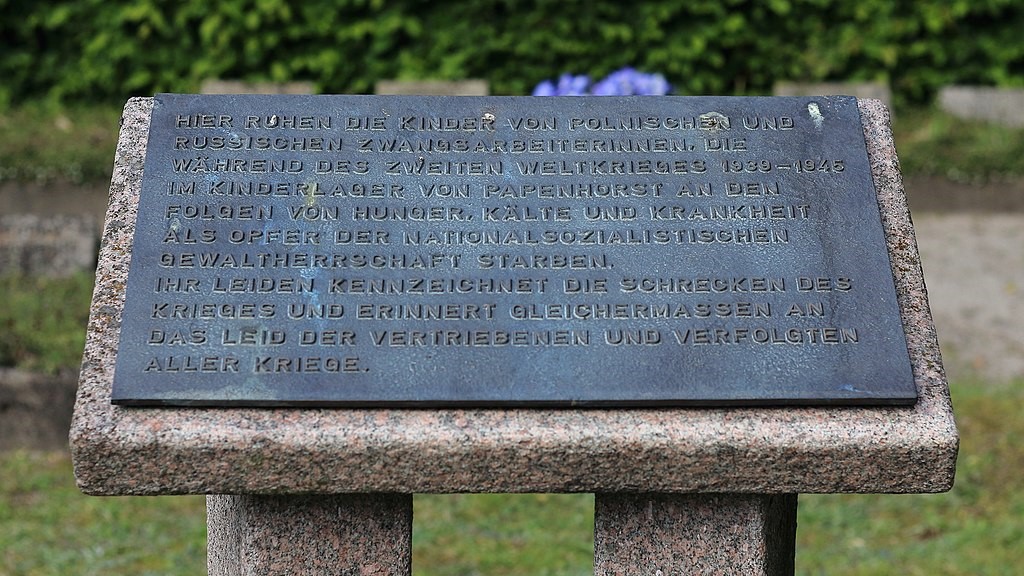 HIER RUHEN DIE KINDER VON POLNISCHEN UND
RUSSISCHEN ZWANGSARBEITERINNEN, DIE
WÄHREND DES ZWEITEN WELTKRIEGES 1939–1945
IM KINDERLAGER VON PAPENHORST AN DEN
FOLGEN VON HUNGER, KÄLTE UND KRANKHEIT
ALS OPFER DER NATIONALSOZIALISTISCHEN
GEWALTHERRSCHAFT STARBEN.
IHR LEIDEN KENNZEICHNET DIE SCHRECKEN DES
KRIEGES UND ERINNERT GLEICHERMASSEN AN
DAS LEID DER VERTRIEBENEN UND VERFOLGTEN
ALLER KRIEGE.